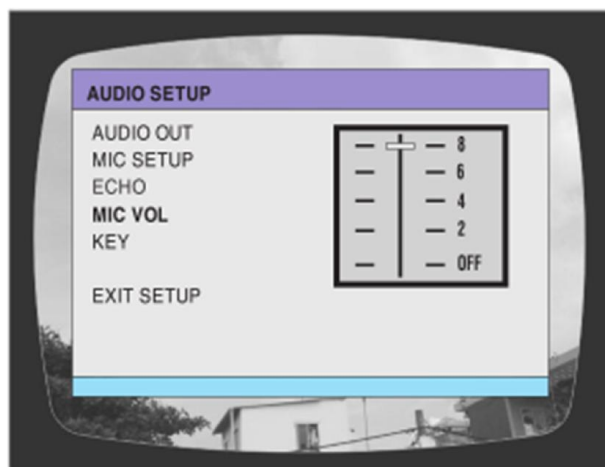 AUDIO SETUP
AUDIO OUT
MIC SETUP
ECHO
MIC VOL
KEY
EXIT SETUP
8
6
4
2
OFF